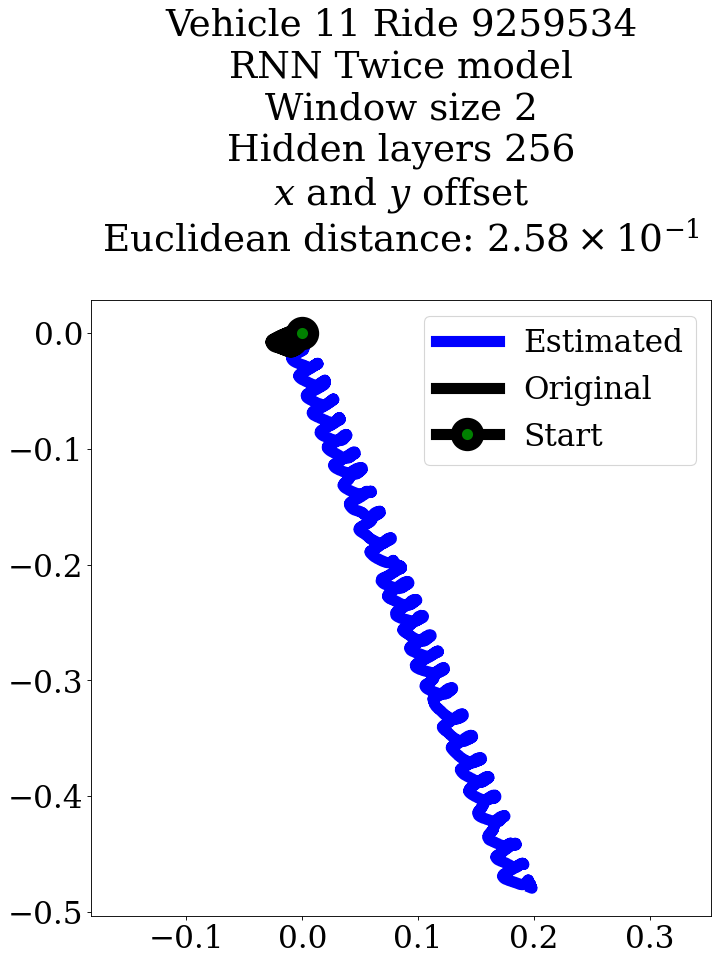 Vehicle 11 Ride 9259534
RNN Twice model
Window size 2
Hidden layers 256
x and y offset
Euclidean distance: 2.58 × 10⁻¹
Estimated
Original
Start
0.0
−0.1
−0.2
−0.3
−0.4
−0.5
−0.1 0.0 0.1 0.2 0.3